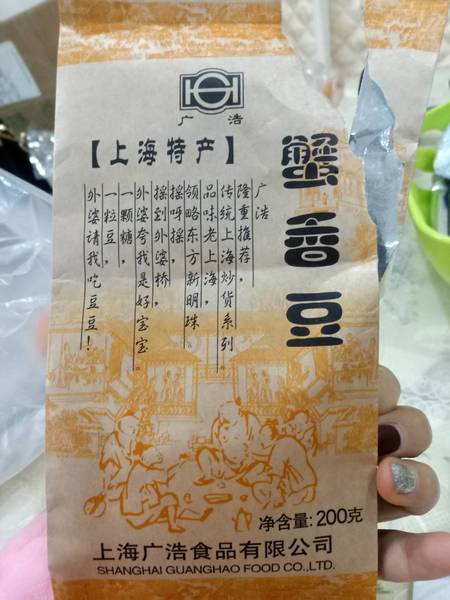 广浩
【上海特产】
蟹香豆
广浩
隆重推荐，
传统上海炒货系列。
品味老上海，
领略东方新明珠。
摇呀摇，
摇到外婆桥，
外婆夸我是好宝宝。
一颗糖，
一粒豆，
外婆请我吃豆豆！
净含量:200克
上海广浩食品有限公司
SHANGHAI GUANGHAO FOOD CO.,LTD.